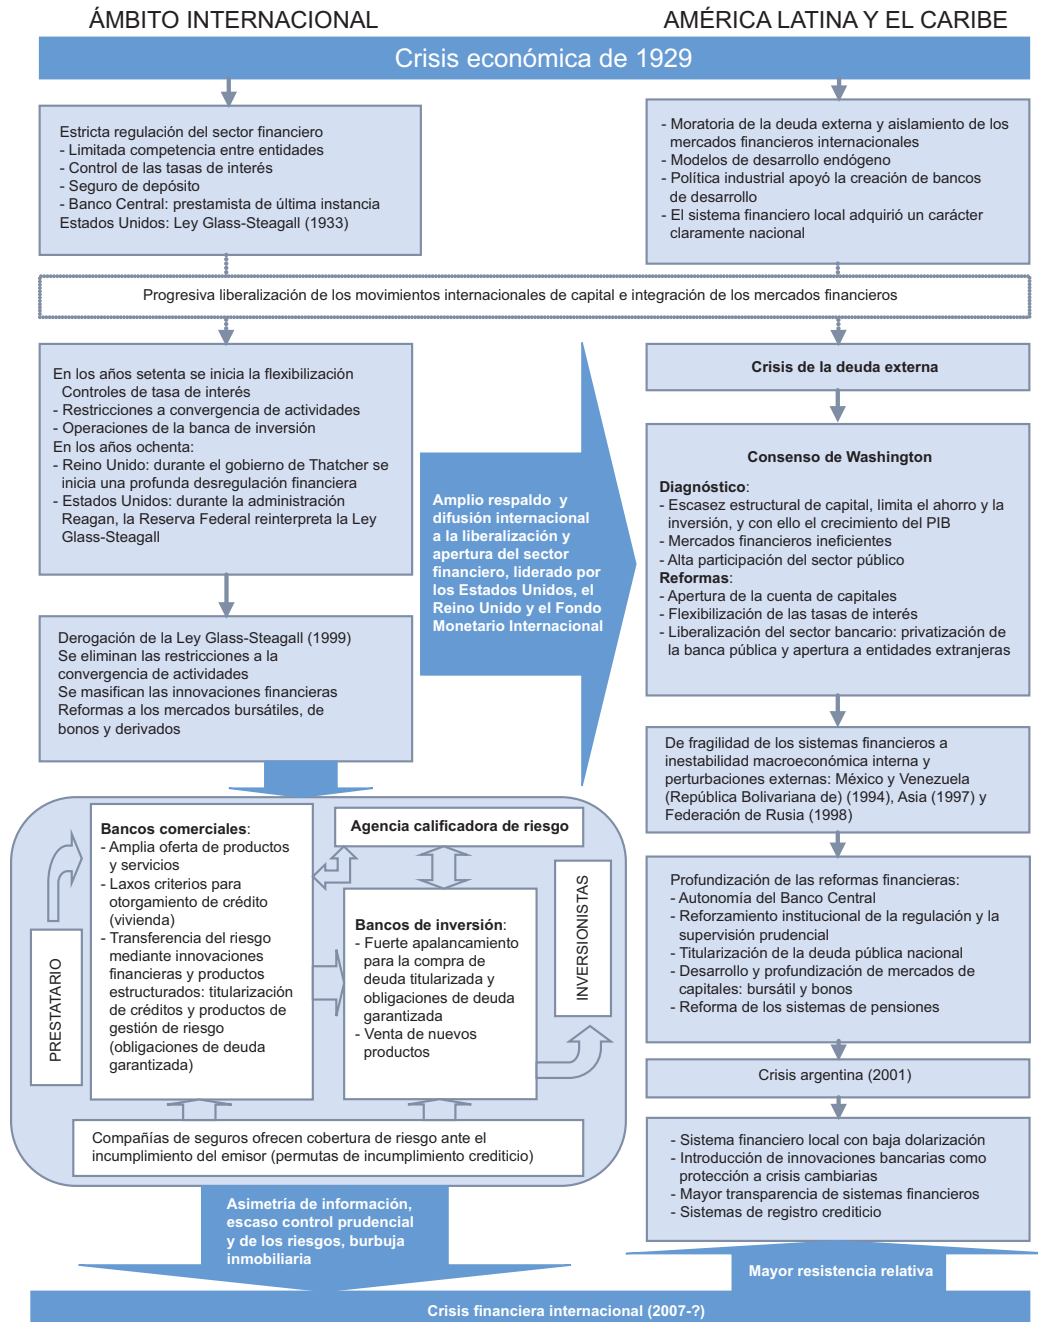 ÁMBITO INTERNACIONAL
AMÉRICA LATINA Y EL CARIBE
Crisis económica de 1929
Estricta regulación del sector financiero
- Limitada competencia entre entidades
- Control de las tasas de interés
- Seguro de depósito
- Banco Central: prestamista de última instancia
Estados Unidos: Ley Glass-Steagall (1933)
- Moratoria de la deuda externa y aislamiento de los
mercados financieros internacionales
- Modelos de desarrollo endógeno
- Política industrial apoyó la creación de bancos
de desarrollo
- El sistema financiero local adquirió un carácter
claramente nacional
Progresiva liberalización de los movimientos internacionales de capital e integración de los mercados financieros
En los años setenta se inicia la flexibilización
Controles de tasa de interés
- Restricciones a convergencia de actividades
- Operaciones de la banca de inversión
En los años ochenta:
- Reino Unido: durante el gobierno de Thatcher se
inicia una profunda desregulación financiera
- Estados Unidos: durante la administración
Reagan, la Reserva Federal reinterpreta la Ley
Glass-Steagall
Derogación de la Ley Glass-Steagall (1999)
Se eliminan las restricciones a la
convergencia de actividades
Se masifican las innovaciones financieras
Reformas a los mercados bursátiles, de
bonos y derivados
Amplio respaldo y
difusión internacional
a la liberalización y
apertura del sector
financiero, liderado por
los Estados Unidos, el
Reino Unido y el Fondo
Monetario Internacional
Crisis de la deuda externa
Consenso de Washington
Diagnóstico:
- Escasez estructural de capital, limita el ahorro y la
inversión, y con ello el crecimiento del PIB
- Mercados financieros ineficientes
- Alta participación del sector público
Reformas:
- Apertura de la cuenta de capitales
- Flexibilización de las tasas de interés
- Liberalización del sector bancario: privatización de
la banca pública y apertura a entidades extranjeras
De fragilidad de los sistemas financieros a
inestabilidad macroeconómica interna y
perturbaciones externas: México y Venezuela
(República Bolivariana de) (1994), Asia (1997) y
Federación de Rusia (1998)
Profundización de las reformas financieras:
- Autonomía del Banco Central
- Reforzamiento institucional de la regulación y la
supervisión prudencial
- Titularización de la deuda pública nacional
- Desarrollo y profundización de mercados de
capitales: bursátil y bonos
- Reforma de los sistemas de pensiones
Crisis argentina (2001)
- Sistema financiero local con baja dolarización
- Introducción de innovaciones bancarias como
protección a crisis cambiarias
- Mayor transparencia de sistemas financieros
- Sistemas de registro crediticio
Mayor resistencia relativa
PRESTATARIO
Bancos comerciales:
- Amplia oferta de productos
y servicios
- Laxos criterios para
otorgamiento de crédito
(vivienda)
- Transferencia del riesgo
mediante innovaciones
financieras y productos
estructurados: titularización
de créditos y productos de
gestión de riesgo
(obligaciones de deuda
garantizada)
Agencia calificadora de riesgo
Bancos de inversión:
- Fuerte apalancamiento
para la compra de
deuda titularizada y
obligaciones de deuda
garantizada
- Venta de nuevos
productos
INVERSIONISTAS
Compañías de seguros ofrecen cobertura de riesgo ante el
incumplimiento del emisor (permutas de incumplimiento crediticio)
Asimetría de información,
escaso control prudencial
y de los riesgos, burbuja
inmobiliaria
Crisis financiera internacional (2007-?)